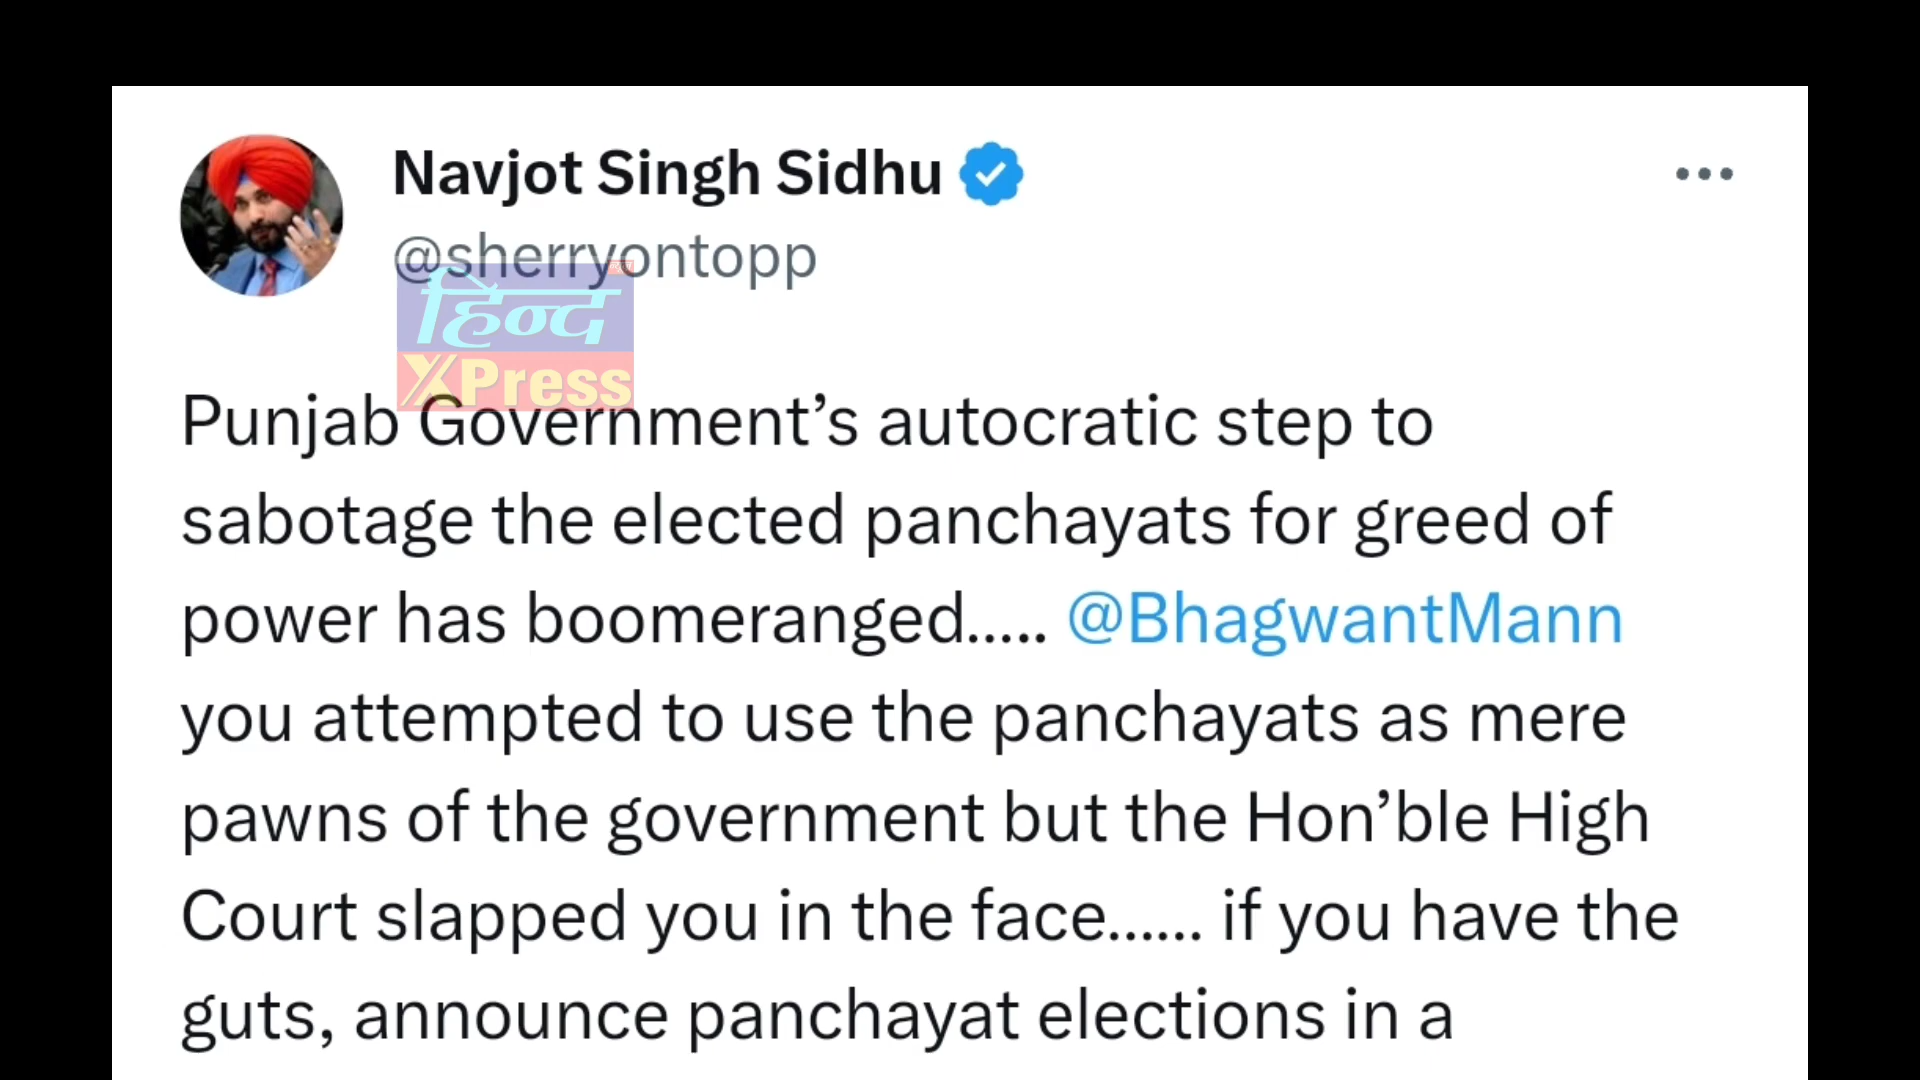 Navjot Singh Sidhu
@sherryontopp
हिन्द
XPress
Punjab Government’s autocratic step to
sabotage the elected panchayats for greed of
power has boomeranged..... @BhagwantMann
you attempted to use the panchayats as mere
pawns of the government but the Hon’ble High
Court slapped you in the face...... if you have the
guts, announce panchayat elections in a